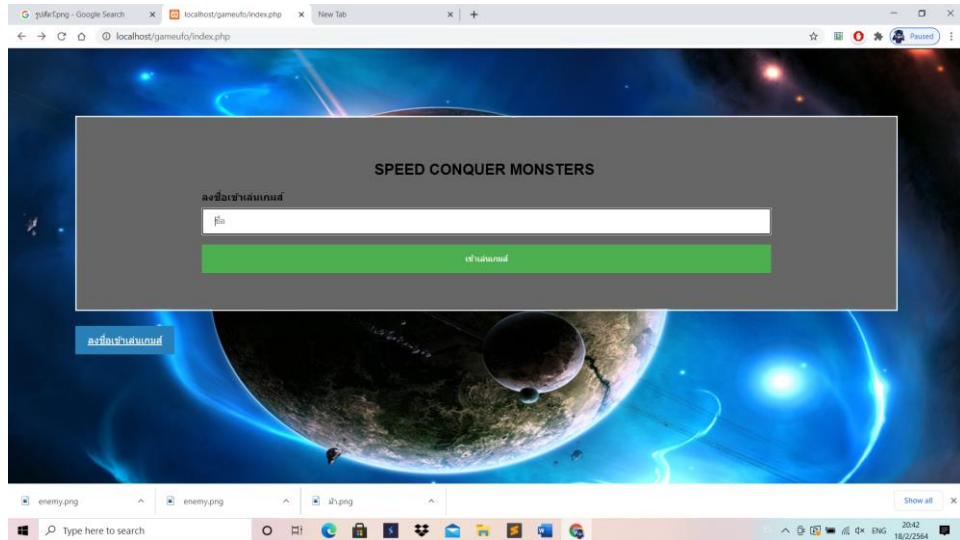 รูปสัตว์png - Google Search
localhost/gameufo/index.php
New Tab
localhost/gameufo/index.php
Paused
SPEED CONQUER MONSTERS
ลงชื่อเข้าเล่นเกมส์
ชื่อ
เข้าเล่นเกมส์
ลงชื่อเข้าเล่นเกมส์
enemy.png
enemy.png
ฟ้า.png
Show all
Type here to search
ENG
20:42
18/2/2564